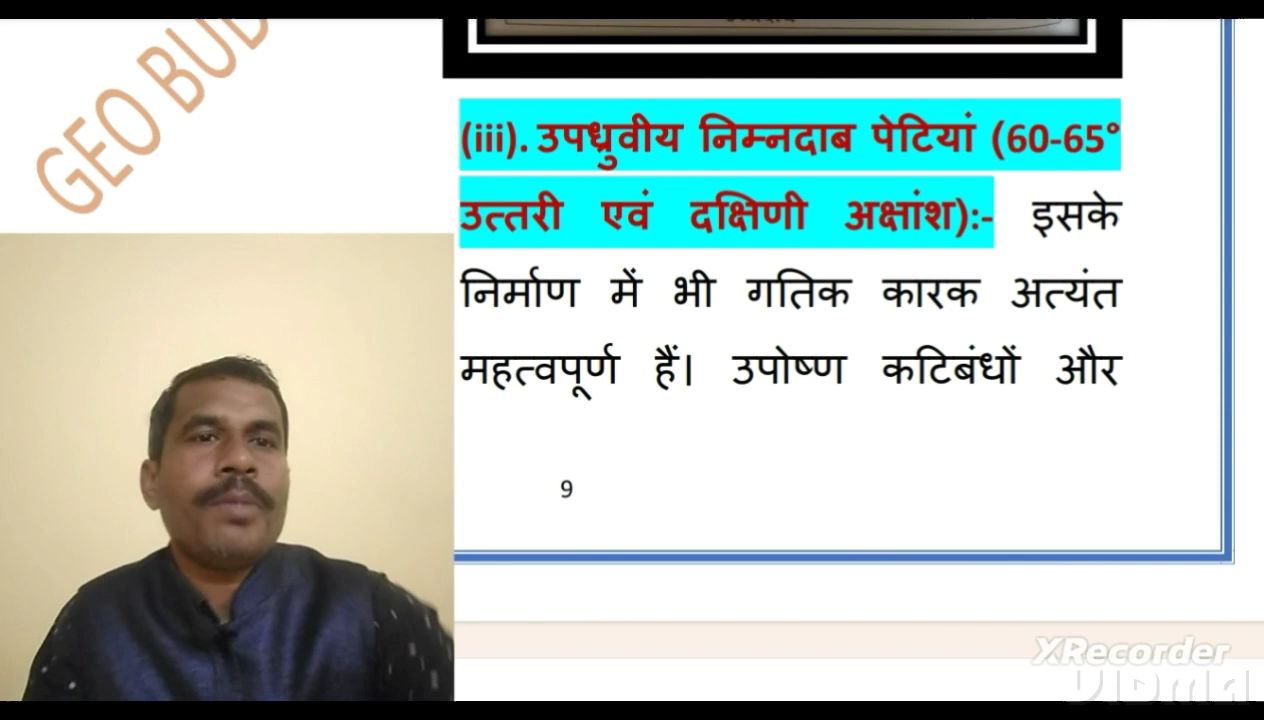 GEO BUD
(iii). उपध्रुवीय निम्नदाब पेटियां (60-65°
उत्तरी एवं दक्षिणी अक्षांश):- इसके
निर्माण में भी गतिक कारक अत्यंत
महत्वपूर्ण हैं। उपोष्ण कटिबंधों और
9
XRecorder